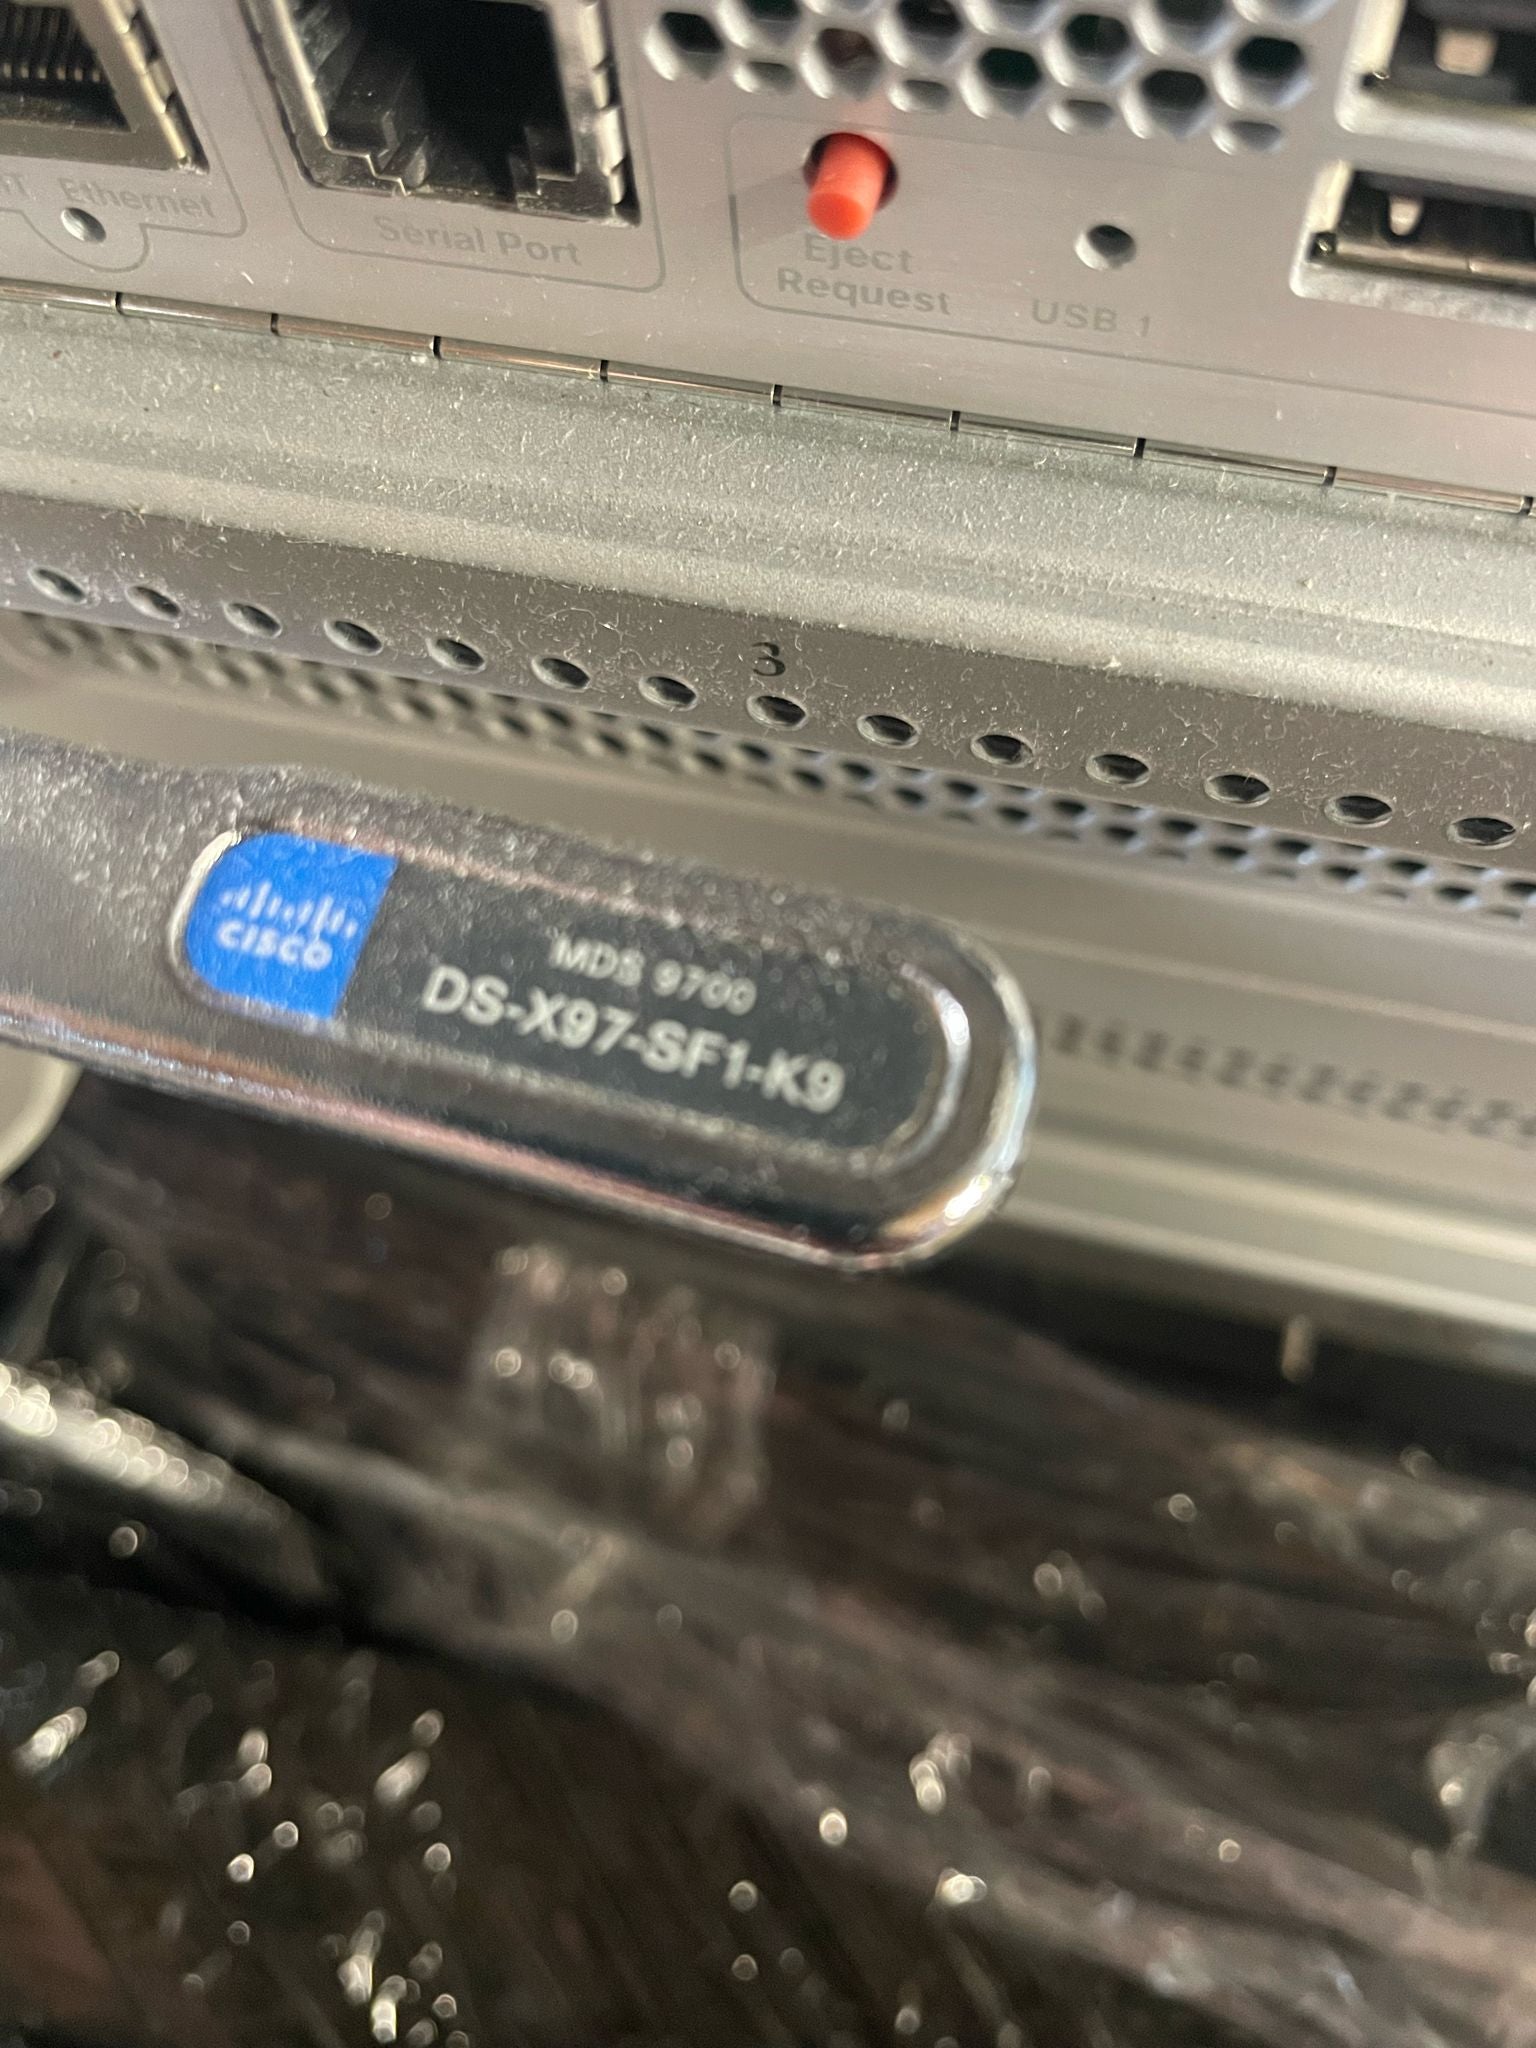 Ethernet
Serial Port
Eject
Request
USB 1
3
CISCO
MDS 9700
DS-X97-SF1-K9